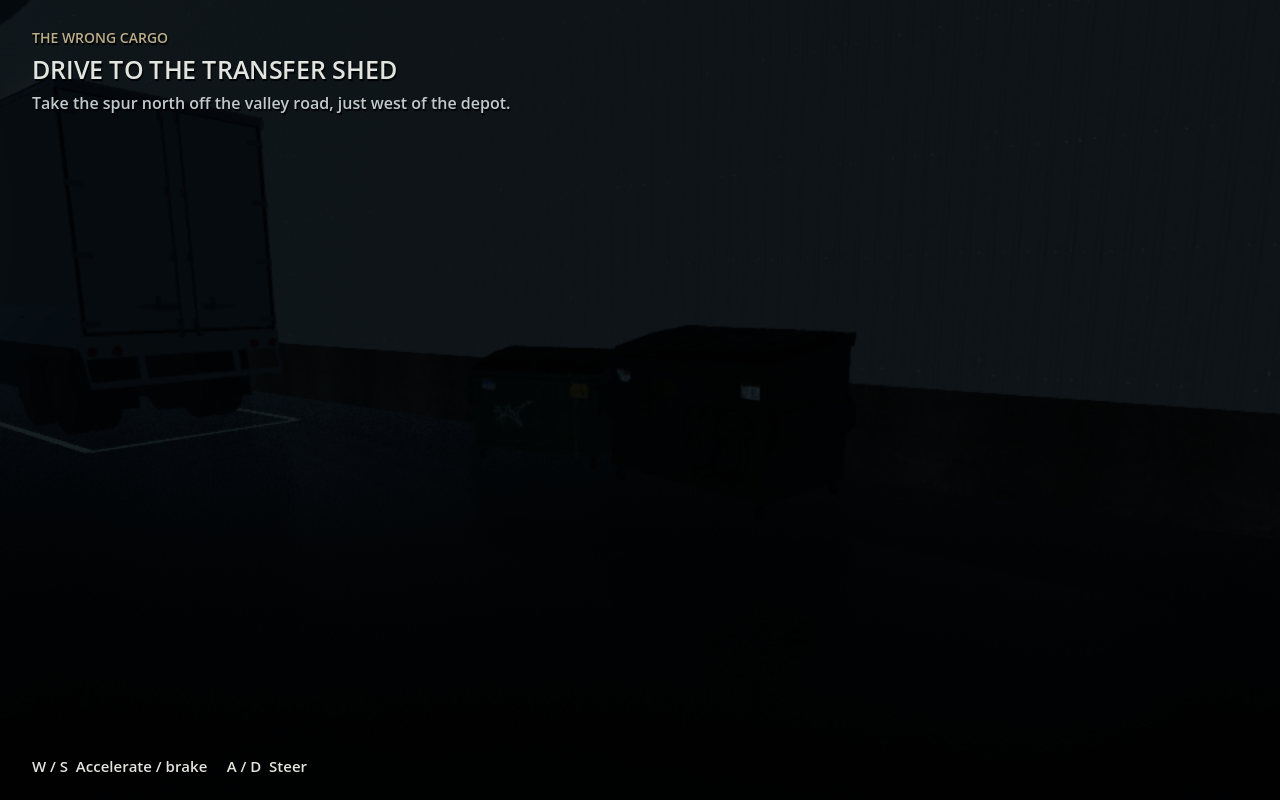 THE WRONG CARGO
DRIVE TO THE TRANSFER SHED
Take the spur north off the valley road, just west of the depot.
W / S Accelerate / brake A / D Steer